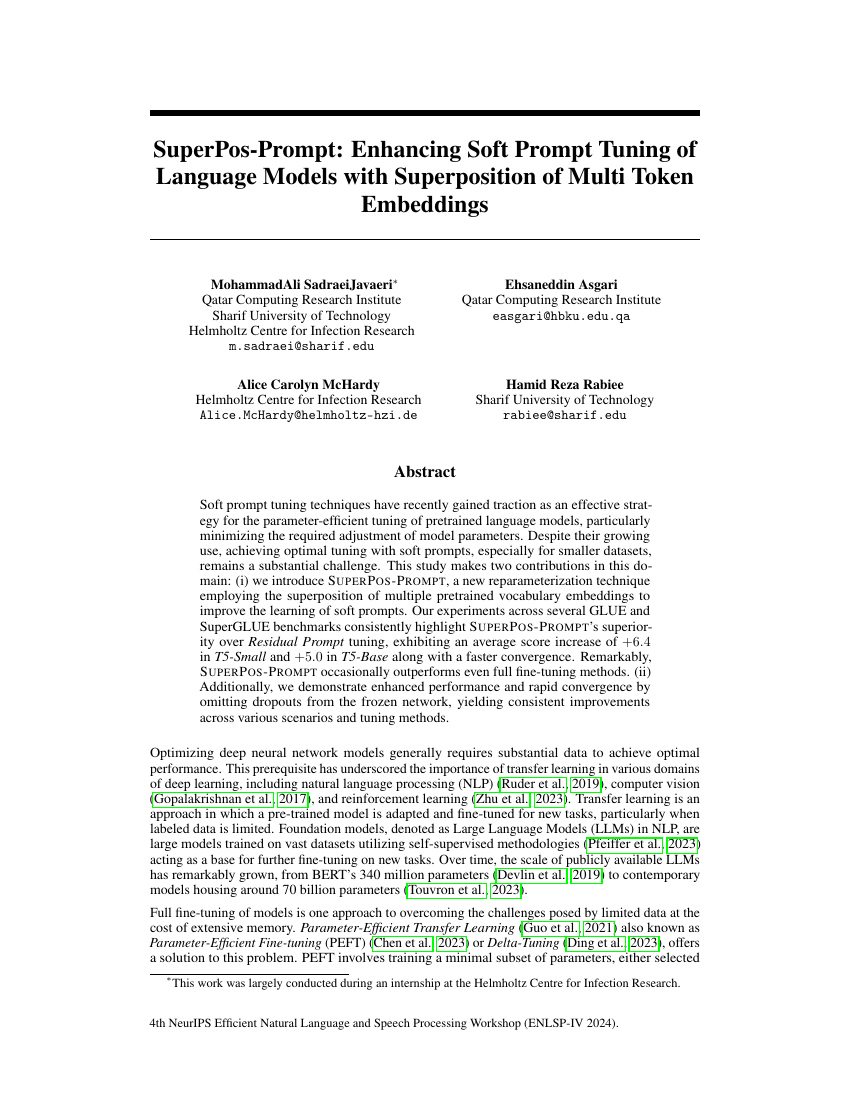 SuperPos-Prompt: Enhancing Soft Prompt Tuning of
Language Models with Superposition of Multi Token
Embeddings
MohammadAli SadraeiJavaeri*
Qatar Computing Research Institute
Sharif University of Technology
Helmholtz Centre for Infection Research
m.sadraei@sharif.edu
Ehsaneddin Asgari
Qatar Computing Research Institute
easgari@hbku.edu.qa
Alice Carolyn McHardy
Helmholtz Centre for Infection Research
Alice.McHardy@helmholtz-hzi.de
Hamid Reza Rabiee
Sharif University of Technology
rabiee@sharif.edu
Abstract
Soft prompt tuning techniques have recently gained traction as an effective strat-
egy for the parameter-efficient tuning of pretrained language models, particularly
minimizing the required adjustment of model parameters. Despite their growing
use, achieving optimal tuning with soft prompts, especially for smaller datasets,
remains a substantial challenge. This study makes two contributions in this do-
main: (i) we introduce SUPERPOS-PROMPT, a new reparameterization technique
employing the superposition of multiple pretrained vocabulary embeddings to
improve the learning of soft prompts. Our experiments across several GLUE and
SuperGLUE benchmarks consistently highlight SUPERPOS-PROMPT's superior-
ity over Residual Prompt tuning, exhibiting an average score increase of +6.4
in T5-Small and +5.0 in T5-Base along with a faster convergence. Remarkably,
SUPERPOS-PROMPT occasionally outperforms even full fine-tuning methods. (ii)
Additionally, we demonstrate enhanced performance and rapid convergence by
omitting dropouts from the frozen network, yielding consistent improvements
across various scenarios and tuning methods.
Optimizing deep neural network models generally requires substantial data to achieve optimal
performance. This prerequisite has underscored the importance of transfer learning in various domains
of deep learning, including natural language processing (NLP) (Ruder et al., 2019), computer vision
(Gopalakrishnan et al., 2017), and reinforcement learning (Zhu et al., 2023). Transfer learning is an
approach in which a pre-trained model is adapted and fine-tuned for new tasks, particularly when
labeled data is limited. Foundation models, denoted as Large Language Models (LLMs) in NLP, are
large models trained on vast datasets utilizing self-supervised methodologies (Pfeiffer et al., 2023)
acting as a base for further fine-tuning on new tasks. Over time, the scale of publicly available LLMs
has remarkably grown, from BERT's 340 million parameters (Devlin et al., 2019) to contemporary
models housing around 70 billion parameters (Touvron et al., 2023).
Full fine-tuning of models is one approach to overcoming the challenges posed by limited data at the
cost of extensive memory. Parameter-Efficient Transfer Learning (Guo et al., 2021) also known as
Parameter-Efficient Fine-tuning (PEFT) (Chen et al., 2023) or Delta-Tuning (Ding et al., 2023), offers
a solution to this problem. PEFT involves training a minimal subset of parameters, either selected
*This work was largely conducted during an internship at the Helmholtz Centre for Infection Research.
4th NeurIPS Efficient Natural Language and Speech Processing Workshop (ENLSP-IV 2024).